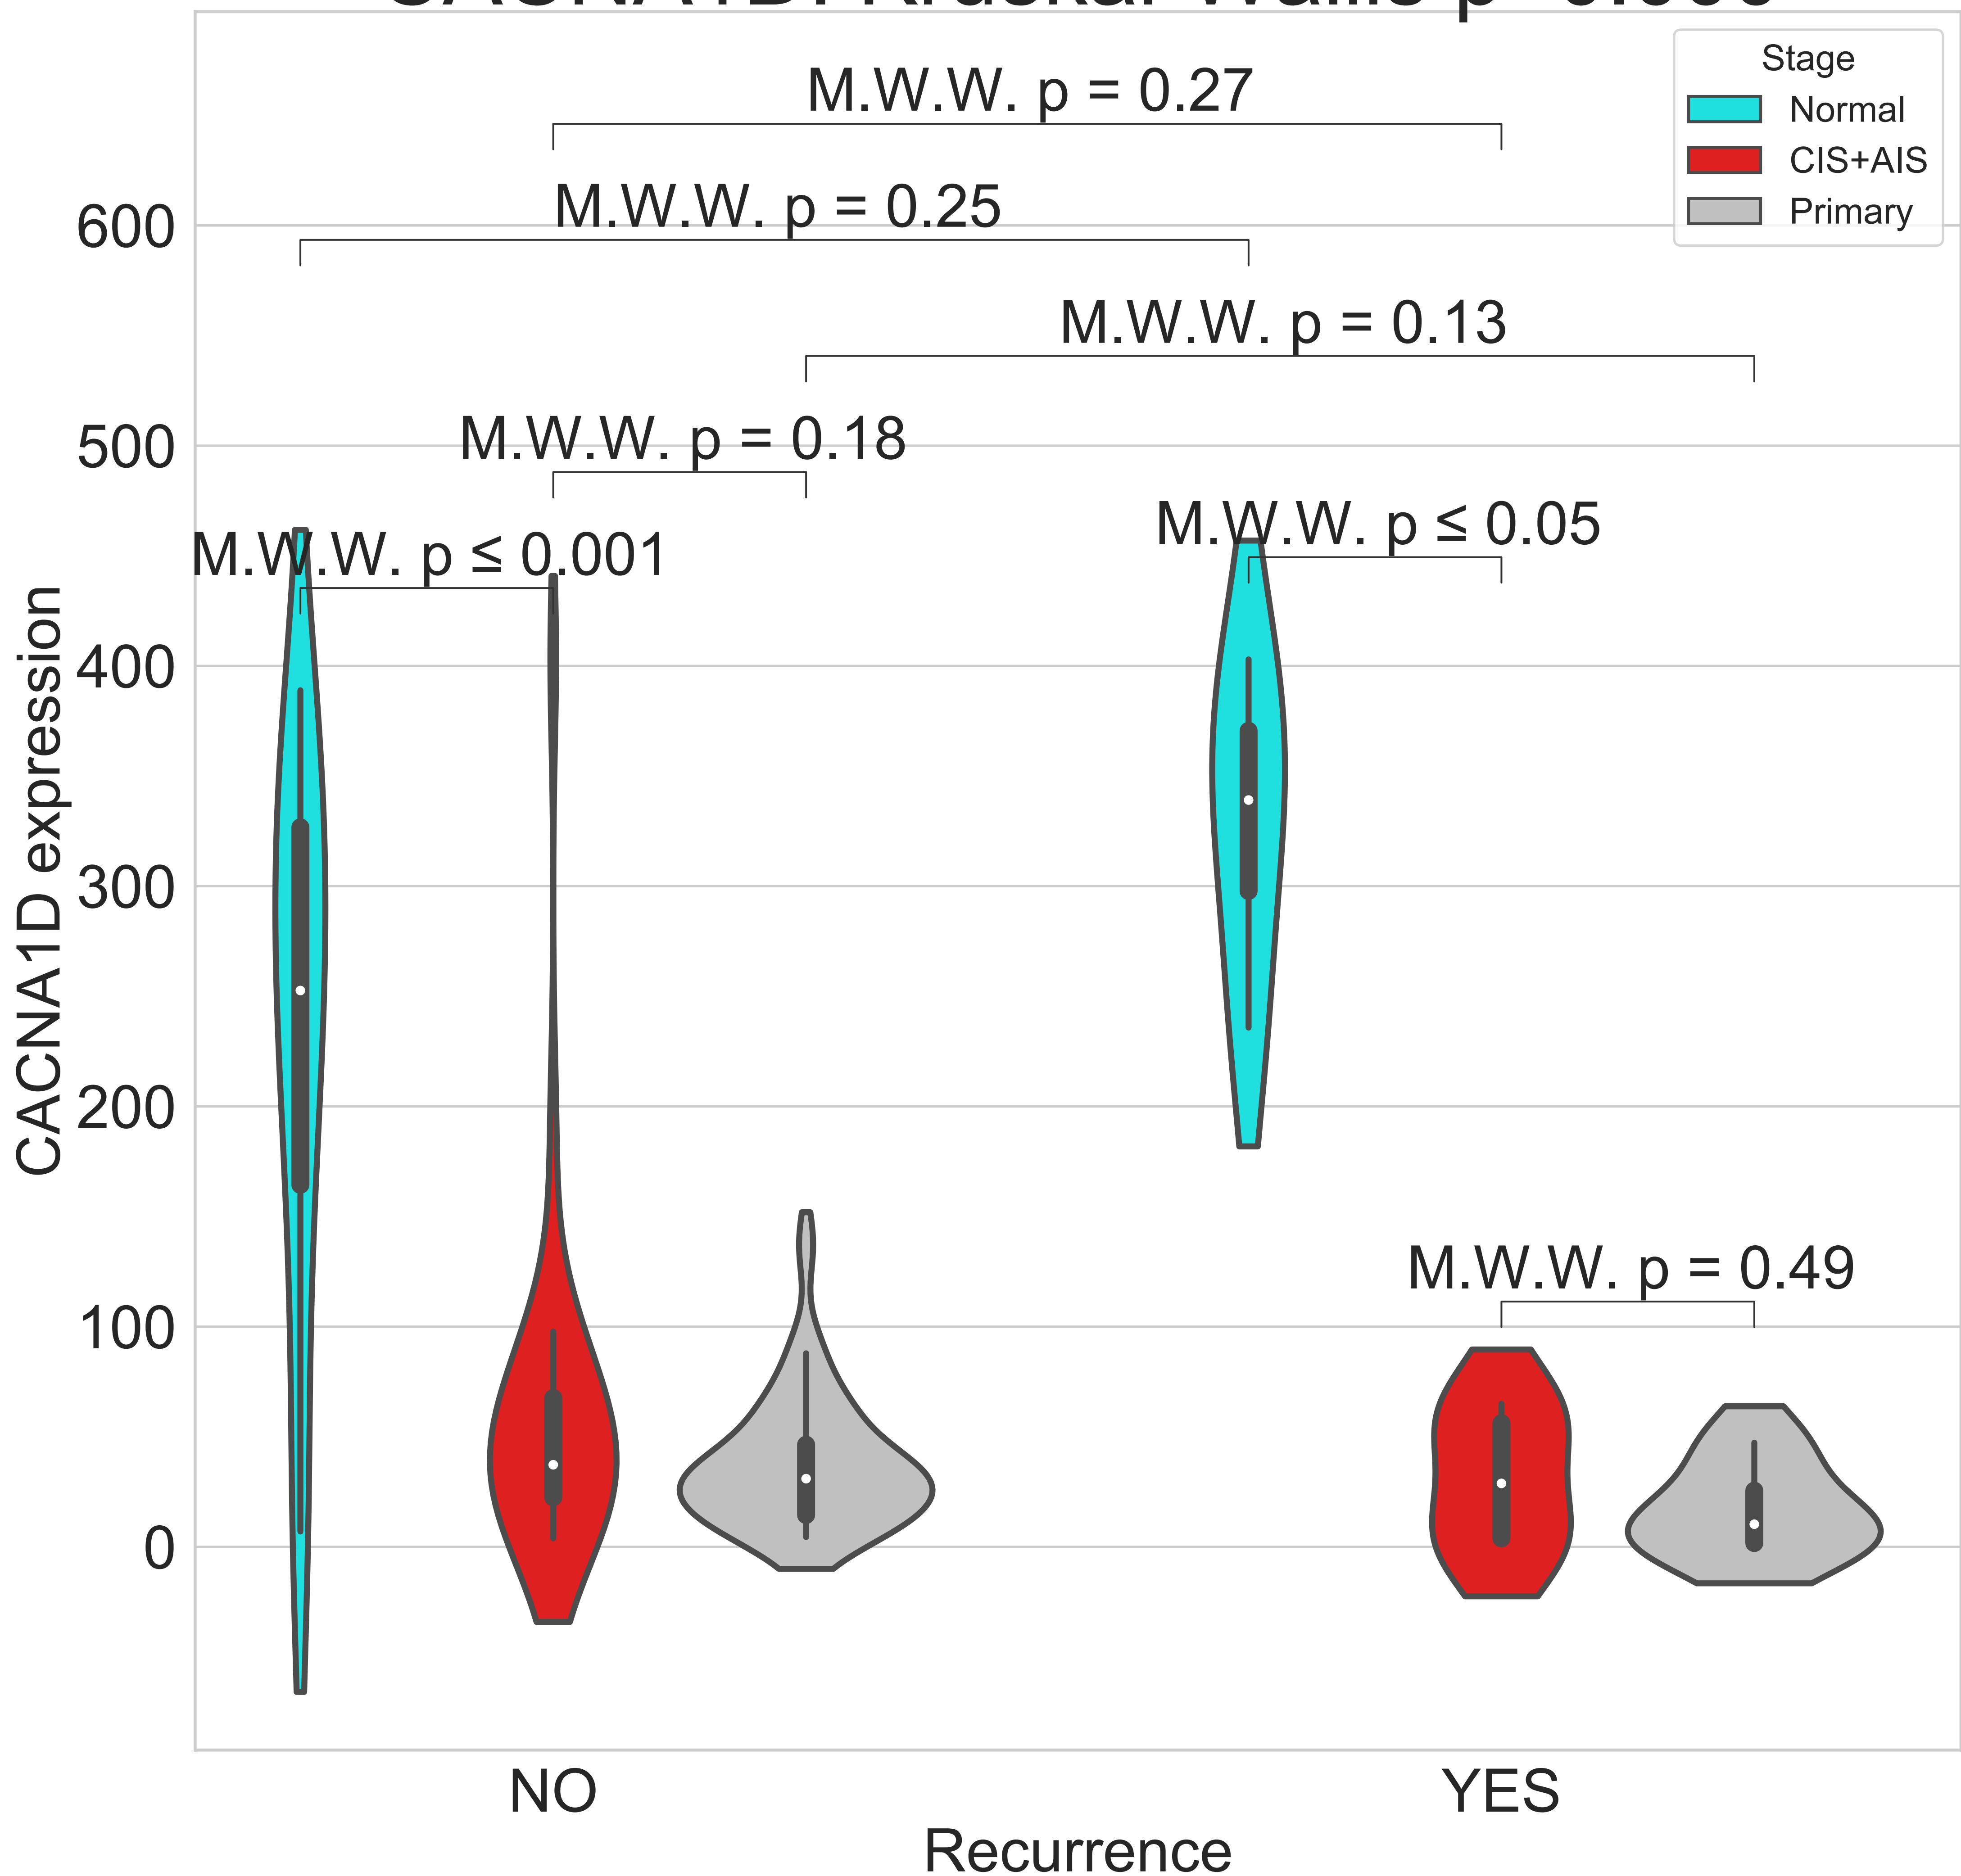 Stage
Normal
CIS+AIS
Primary
M.W.W. p = 0.27
M.W.W. p = 0.25
M.W.W. p = 0.13
M.W.W. p = 0.18
M.W.W. p ≤ 0.001
M.W.W. p ≤ 0.05
M.W.W. p = 0.49
CACNA1D expression
600
500
400
300
200
100
0
NO
YES
Recurrence